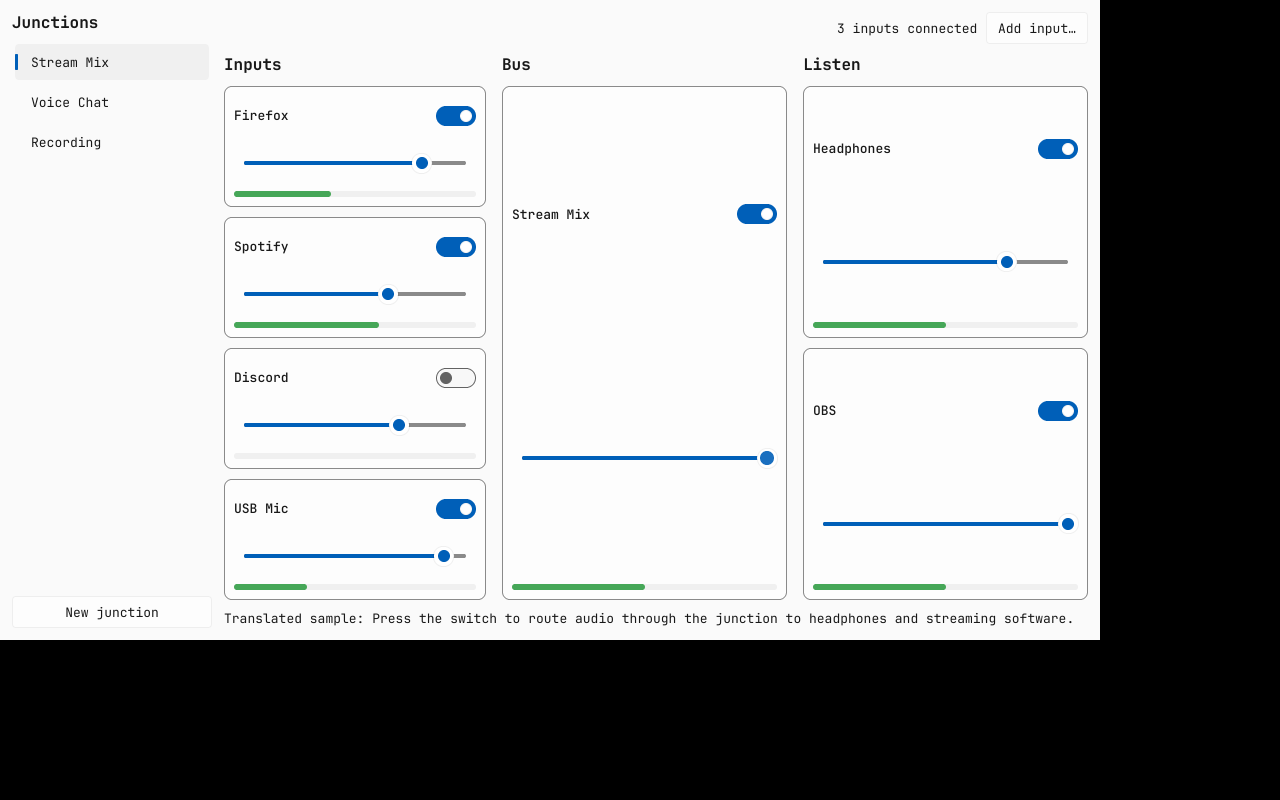 Junctions
3 inputs connected
Add input…
Stream Mix
Voice Chat
Recording
New junction
Inputs
Firefox
Spotify
Discord
USB Mic
Bus
Stream Mix
Listen
Headphones
OBS
Translated sample: Press the switch to route audio through the junction to headphones and streaming software.